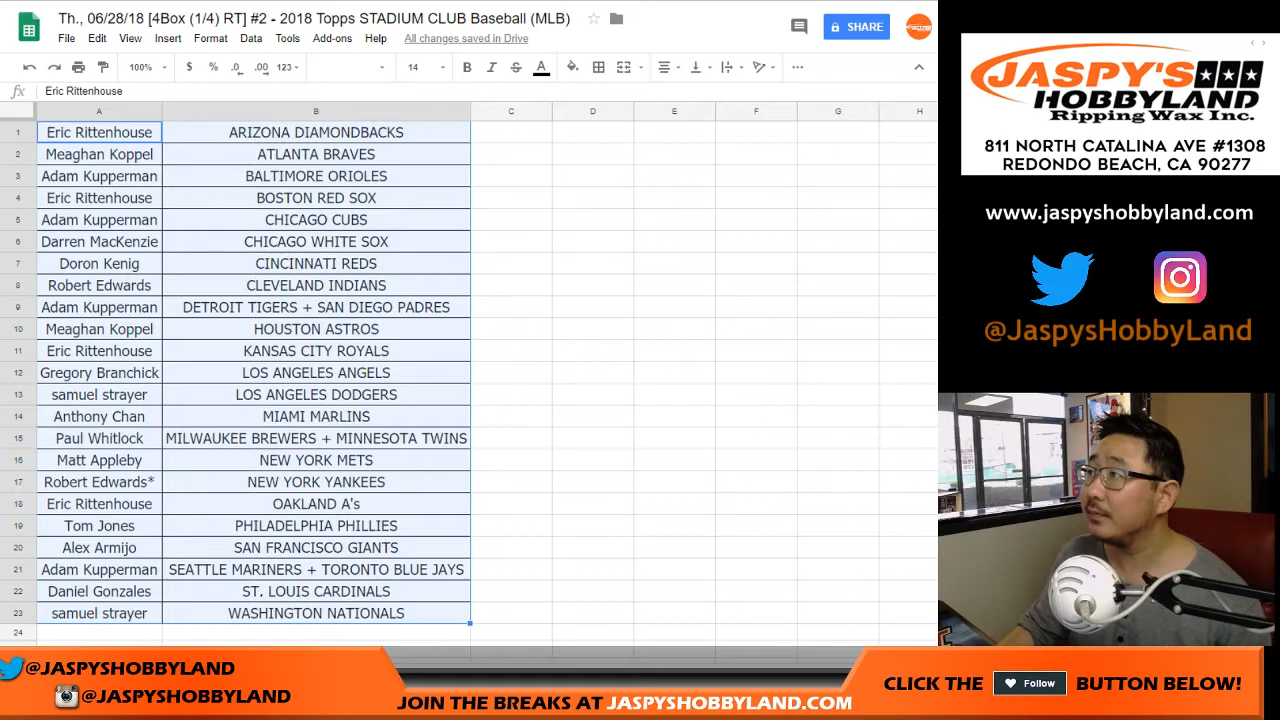 Th., 06/28/18 [4Box (1/4) RT] #2 - 2018 Topps STADIUM CLUB Baseball (MLB)
File Edit View Insert Format Data Tools Add-ons Help All changes saved in Drive
SHARE
100% $ % .0 .00 123 14 B I S A
fx Eric Rittenhouse
A B C D E F G H
1 Eric Rittenhouse ARIZONA DIAMONDBACKS
2 Meaghan Koppel ATLANTA BRAVES
3 Adam Kupperman BALTIMORE ORIOLES
4 Eric Rittenhouse BOSTON RED SOX
5 Adam Kupperman CHICAGO CUBS
6 Darren MacKenzie CHICAGO WHITE SOX
7 Doron Kenig CINCINNATI REDS
8 Robert Edwards CLEVELAND INDIANS
9 Adam Kupperman DETROIT TIGERS + SAN DIEGO PADRES
10 Meaghan Koppel HOUSTON ASTROS
11 Eric Rittenhouse KANSAS CITY ROYALS
12 Gregory Branchick LOS ANGELES ANGELS
13 samuel strayer LOS ANGELES DODGERS
14 Anthony Chan MIAMI MARLINS
15 Paul Whitlock MILWAUKEE BREWERS + MINNESOTA TWINS
16 Matt Appleby NEW YORK METS
17 Robert Edwards* NEW YORK YANKEES
18 Eric Rittenhouse OAKLAND A's
19 Tom Jones PHILADELPHIA PHILLIES
20 Alex Armijo SAN FRANCISCO GIANTS
21 Adam Kupperman SEATTLE MARINERS + TORONTO BLUE JAYS
22 Daniel Gonzales ST. LOUIS CARDINALS
23 samuel strayer WASHINGTON NATIONALS
24
JASPY'S
HOBBYLAND
Ripping Wax Inc.
811 NORTH CATALINA AVE #1308
REDONDO BEACH, CA 90277
www.jaspyshobbyland.com
@JaspysHobbyLand
@JASPYSHOBBYLAND
@JASPYSHOBBYLAND
JOIN THE BREAKS AT JASPYSHOBBYLAND.COM
CLICK THE Follow BUTTON BELOW!